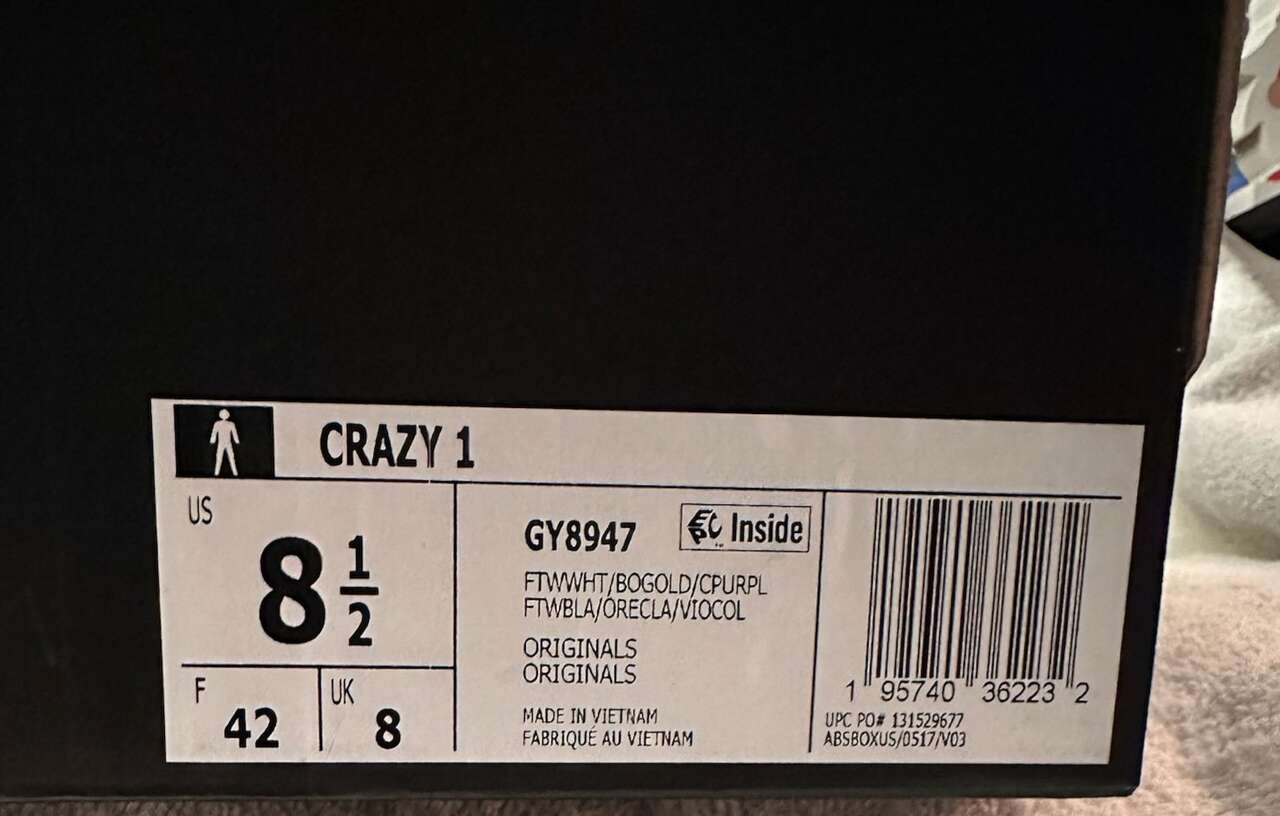 CRAZY 1
US
8 1/2
F
42
UK
8
GY8947
EPC Inside
FTWWHT/BOGOLD/CPURPL
FTWBLA/ORECLA/VIOCOL
ORIGINALS
ORIGINALS
MADE IN VIETNAM
FABRIQUÉ AU VIETNAM
1 95740 36223 2
UPC PO# 131529677
ABSBOXUS/0517/V03